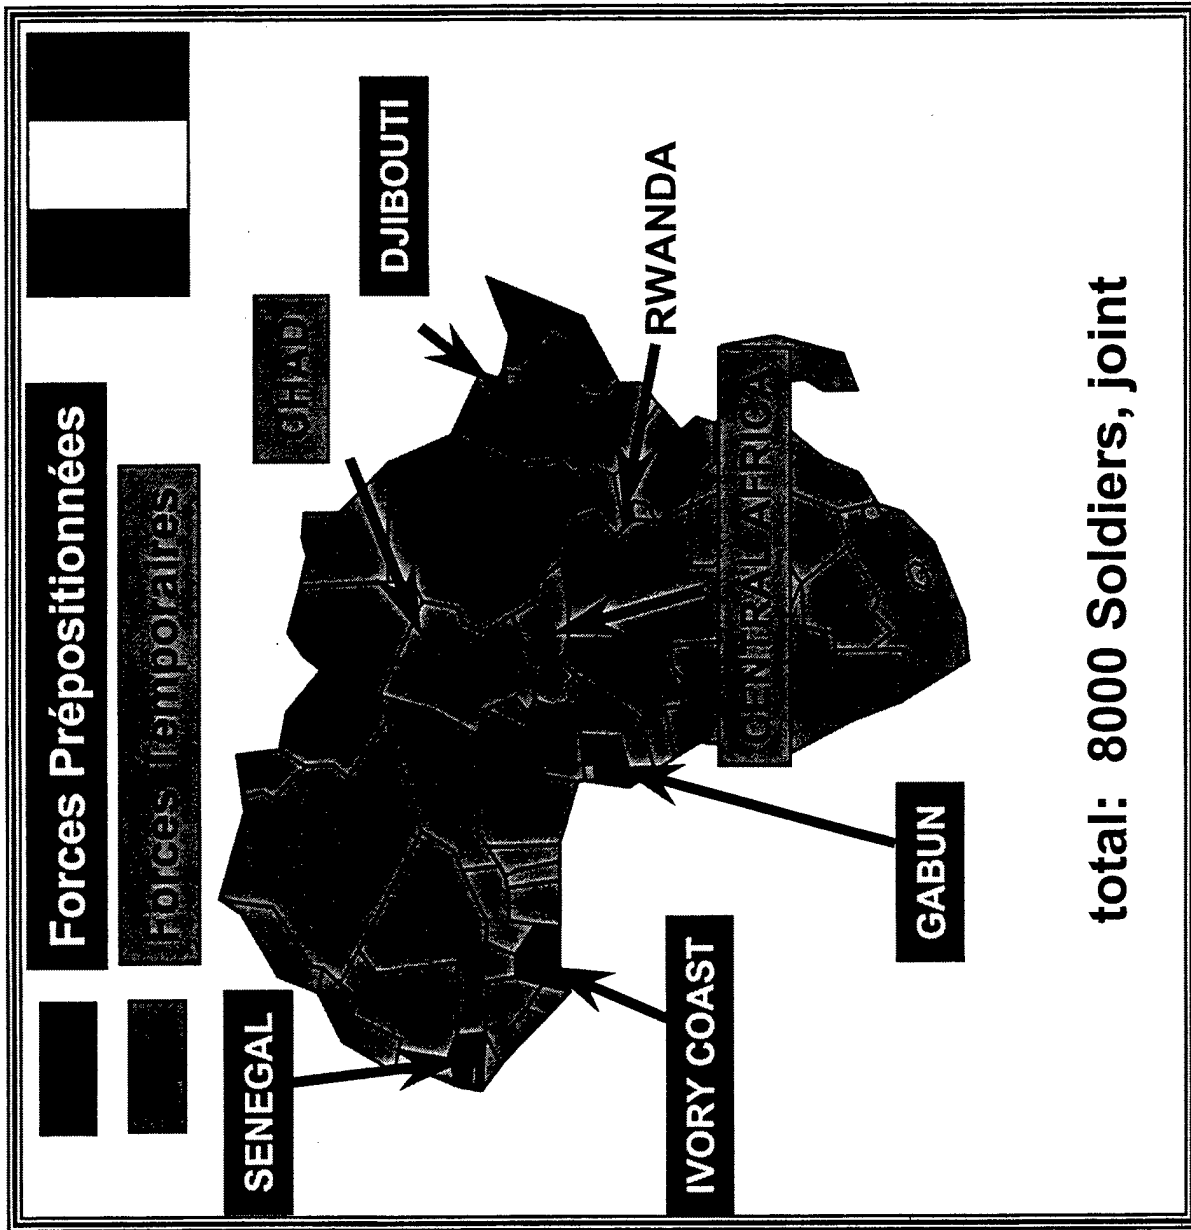 Forces Prépositionnées
Forces Temporaires
SENEGAL
CHAD
DJIBOUTI
RWANDA
IVORY COAST
CENTRAL AFRICA
GABUN
total: 8000 Soldiers, joint